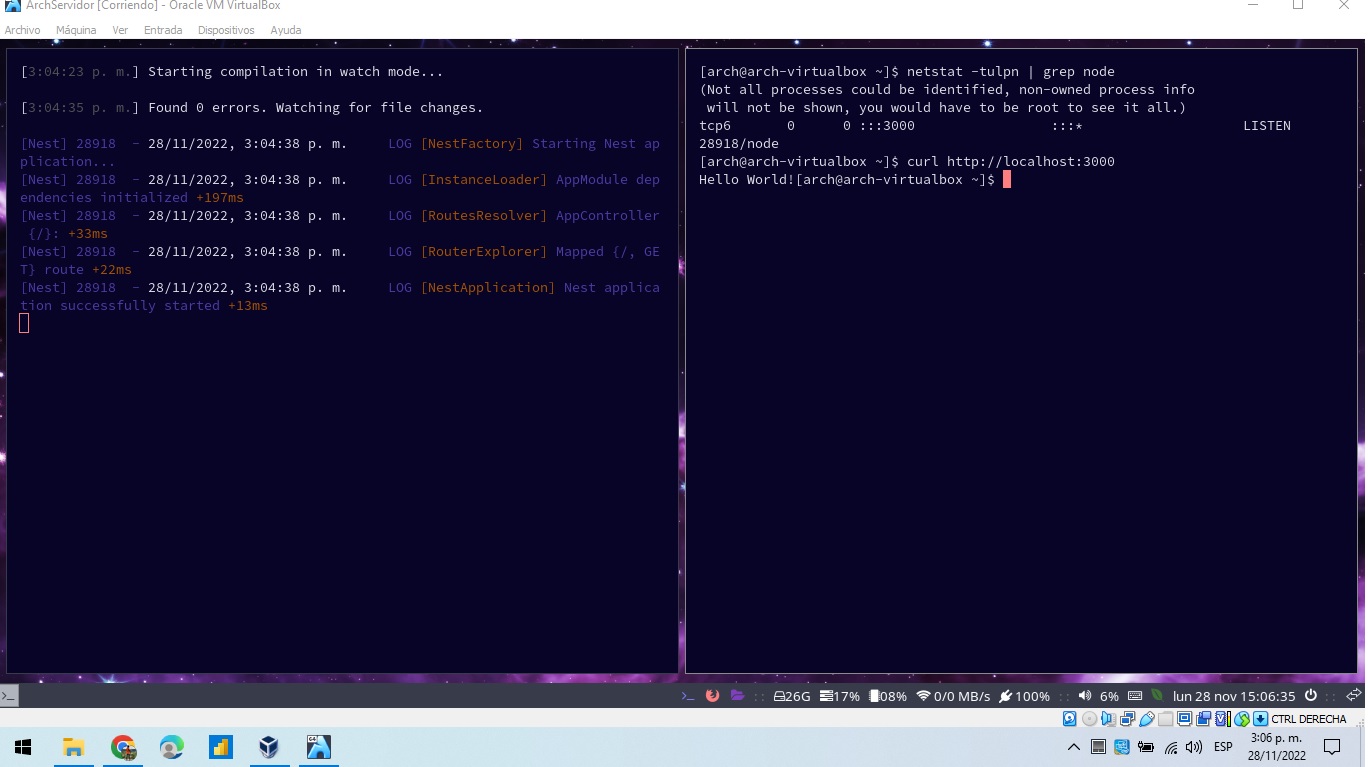 ArchServidor [Corriendo] - Oracle VM VirtualBox
Archivo Máquina Ver Entrada Dispositivos Ayuda
[3:04:23 p. m.] Starting compilation in watch mode...
[3:04:35 p. m.] Found 0 errors. Watching for file changes.
[Nest] 28918  - 28/11/2022, 3:04:38 p. m.     LOG [NestFactory] Starting Nest ap
plication...
[Nest] 28918  - 28/11/2022, 3:04:38 p. m.     LOG [InstanceLoader] AppModule dep
endencies initialized +197ms
[Nest] 28918  - 28/11/2022, 3:04:38 p. m.     LOG [RoutesResolver] AppController
 {/}: +33ms
[Nest] 28918  - 28/11/2022, 3:04:38 p. m.     LOG [RouterExplorer] Mapped {/, GE
T} route +22ms
[Nest] 28918  - 28/11/2022, 3:04:38 p. m.     LOG [NestApplication] Nest applica
tion successfully started +13ms
[arch@arch-virtualbox ~]$ netstat -tulpn | grep node
(Not all processes could be identified, non-owned process info
 will not be shown, you would have to be root to see it all.)
tcp6       0      0 :::3000                 :::*                    LISTEN
28918/node
[arch@arch-virtualbox ~]$ curl http://localhost:3000
Hello World![arch@arch-virtualbox ~]$
26G 17% 08% 0/0 MB/s 100% :: 6% lun 28 nov 15:06:35
CTRL DERECHA
ESP
3:06 p. m.
28/11/2022